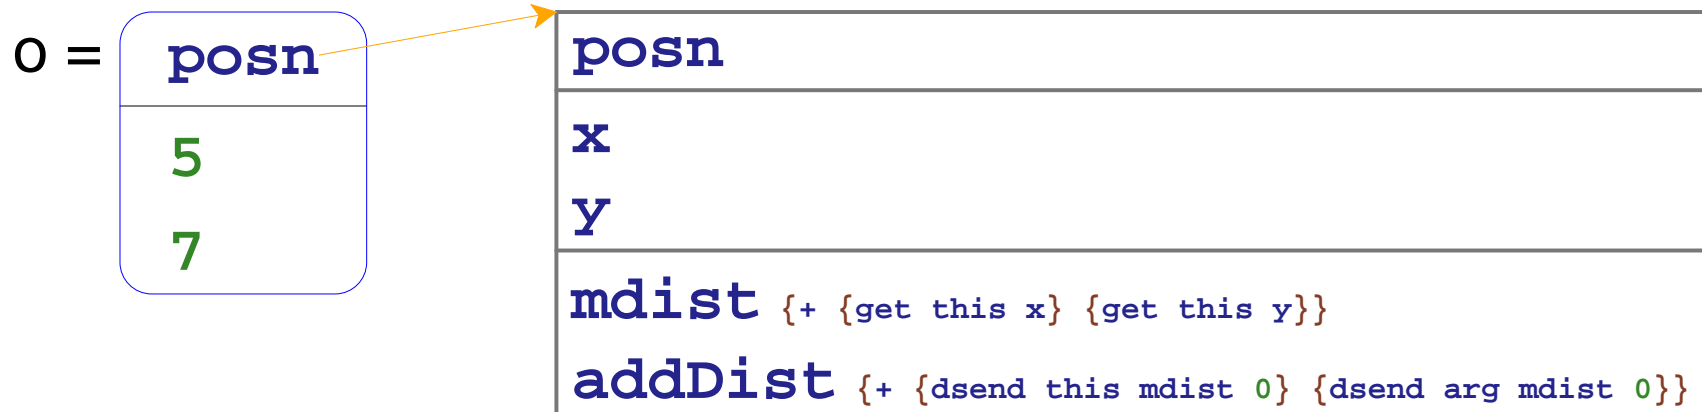 o = posn
5
7
posn
x
y
mdist {+ {get this x} {get this y}}
addDist {+ {dsend this mdist 0} {dsend arg mdist 0}}